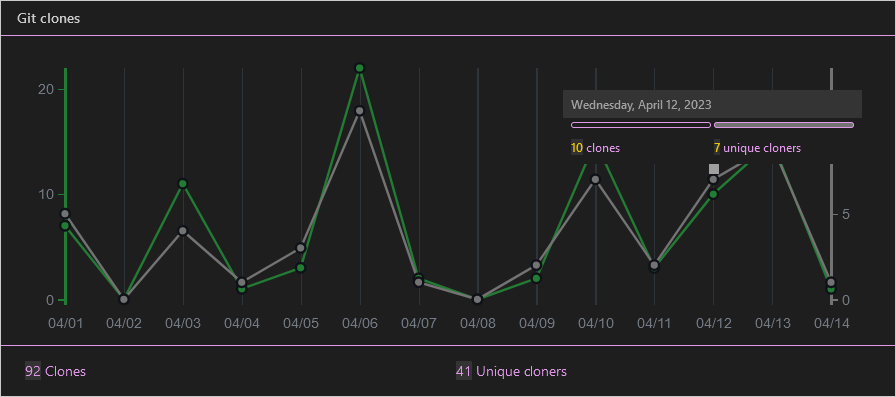 Git clones
Wednesday, April 12, 2023
10 clones 7 unique cloners
20
10
0
5
0
04/01 04/02 04/03 04/04 04/05 04/06 04/07 04/08 04/09 04/10 04/11 04/12 04/13 04/14
92 Clones 41 Unique cloners